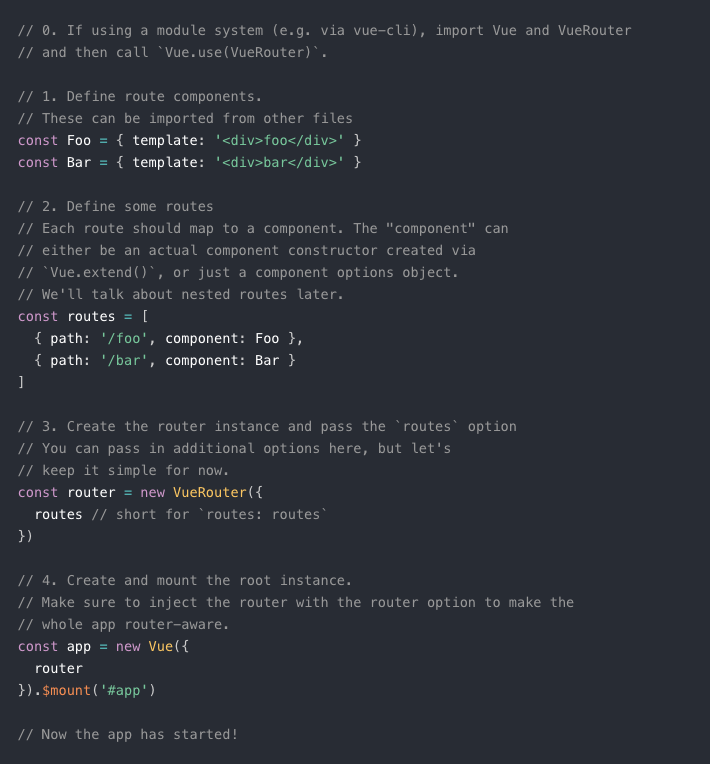 // 0. If using a module system (e.g. via vue-cli), import Vue and VueRouter
// and then call `Vue.use(VueRouter)`.
// 1. Define route components.
// These can be imported from other files
const Foo = { template: '<div>foo</div>' }
const Bar = { template: '<div>bar</div>' }
// 2. Define some routes
// Each route should map to a component. The "component" can
// either be an actual component constructor created via
// `Vue.extend()`, or just a component options object.
// We'll talk about nested routes later.
const routes = [
  { path: '/foo', component: Foo },
  { path: '/bar', component: Bar }
]
// 3. Create the router instance and pass the `routes` option
// You can pass in additional options here, but let's
// keep it simple for now.
const router = new VueRouter({
  routes // short for `routes: routes`
})
// 4. Create and mount the root instance.
// Make sure to inject the router with the router option to make the
// whole app router-aware.
const app = new Vue({
  router
}).$mount('#app')
// Now the app has started!